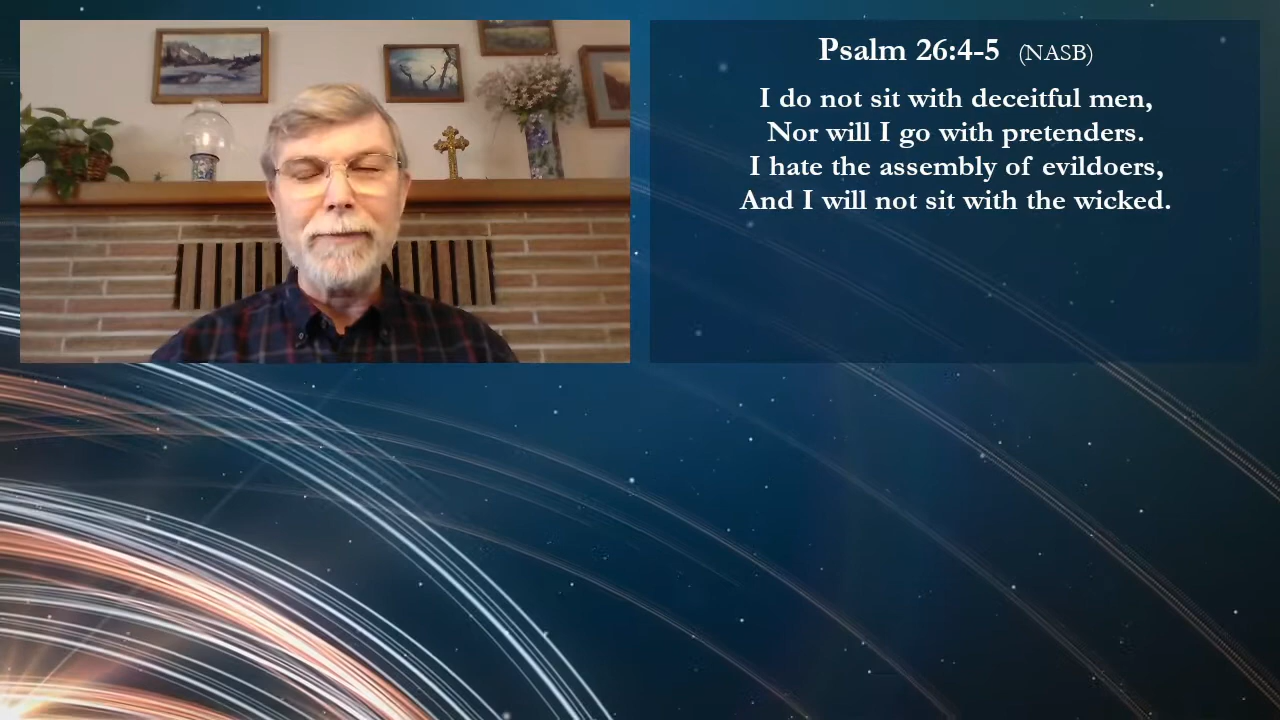 Psalm 26:4-5 (NASB)
I do not sit with deceitful men,
Nor will I go with pretenders.
I hate the assembly of evildoers,
And I will not sit with the wicked.